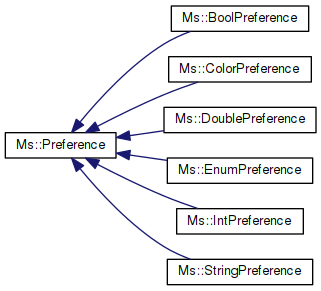 Ms::BoolPreference
Ms::ColorPreference
Ms::DoublePreference
Ms::Preference
Ms::EnumPreference
Ms::IntPreference
Ms::StringPreference